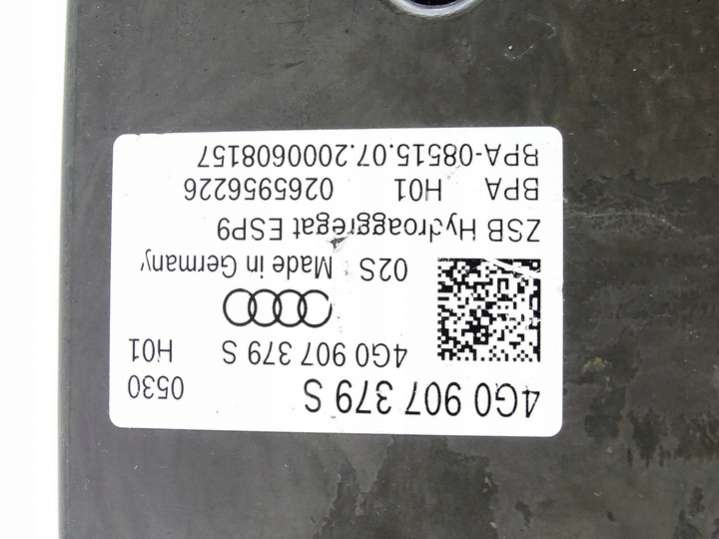 4G0 907 379 S 0530
4G0 907 379 S H01
02S Made in Germany
ZSB Hydroaggregat ESP9
BPA H01 0265956226
BPA-08515.07.2000608157